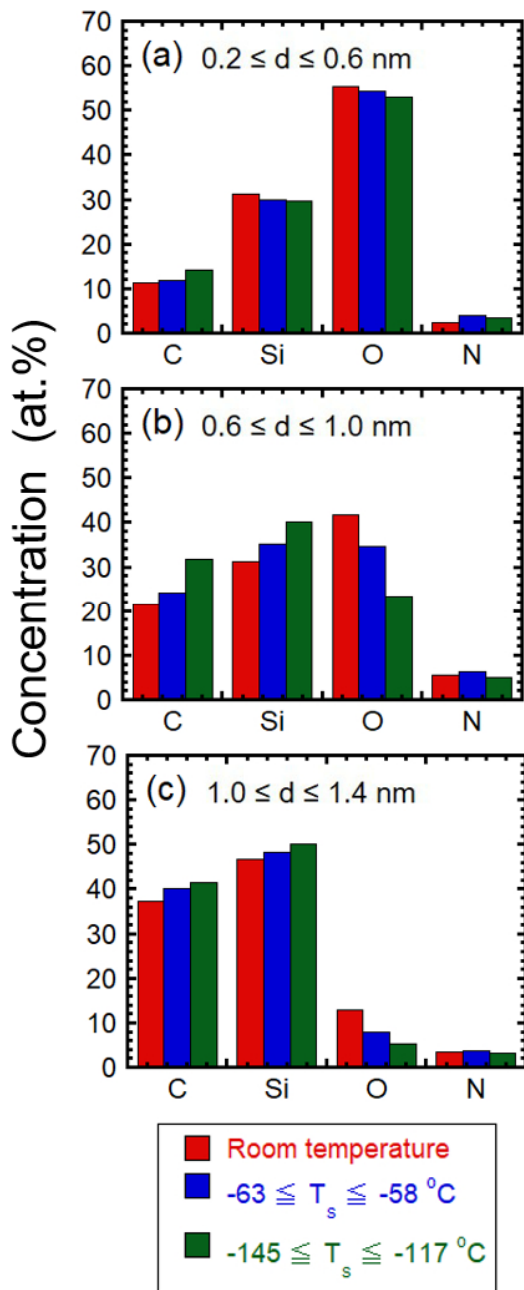 Concentration (at.%)
(a) 0.2 ≤ d ≤ 0.6 nm
70
60
50
40
30
20
10
0
C Si O N
(b) 0.6 ≤ d ≤ 1.0 nm
70
60
50
40
30
20
10
0
C Si O N
(c) 1.0 ≤ d ≤ 1.4 nm
70
60
50
40
30
20
10
0
C Si O N
Room temperature
-63 ≦ Ts ≦ -58 °C
-145 ≦ Ts ≦ -117 °C